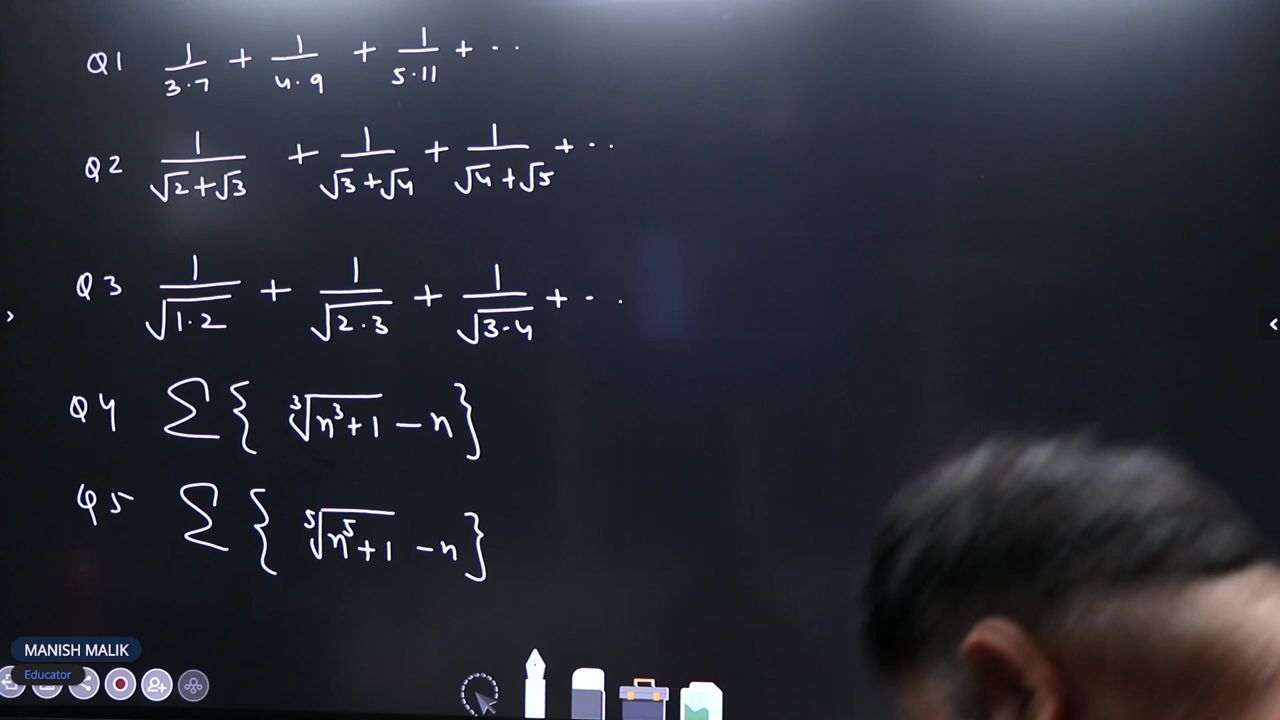 Q1 1/3·7 + 1/4·9 + 1/5·11 + ··
Q2 1/√2+√3 + 1/√3+√4 + 1/√4+√5 + ··
Q3 1/√1·2 + 1/√2·3 + 1/√3·4 + ···
Q4 Σ{ ³√n³+1 − n}
Q5 Σ{ ⁵√n⁵+1 − n}
MANISH MALIK
Educator